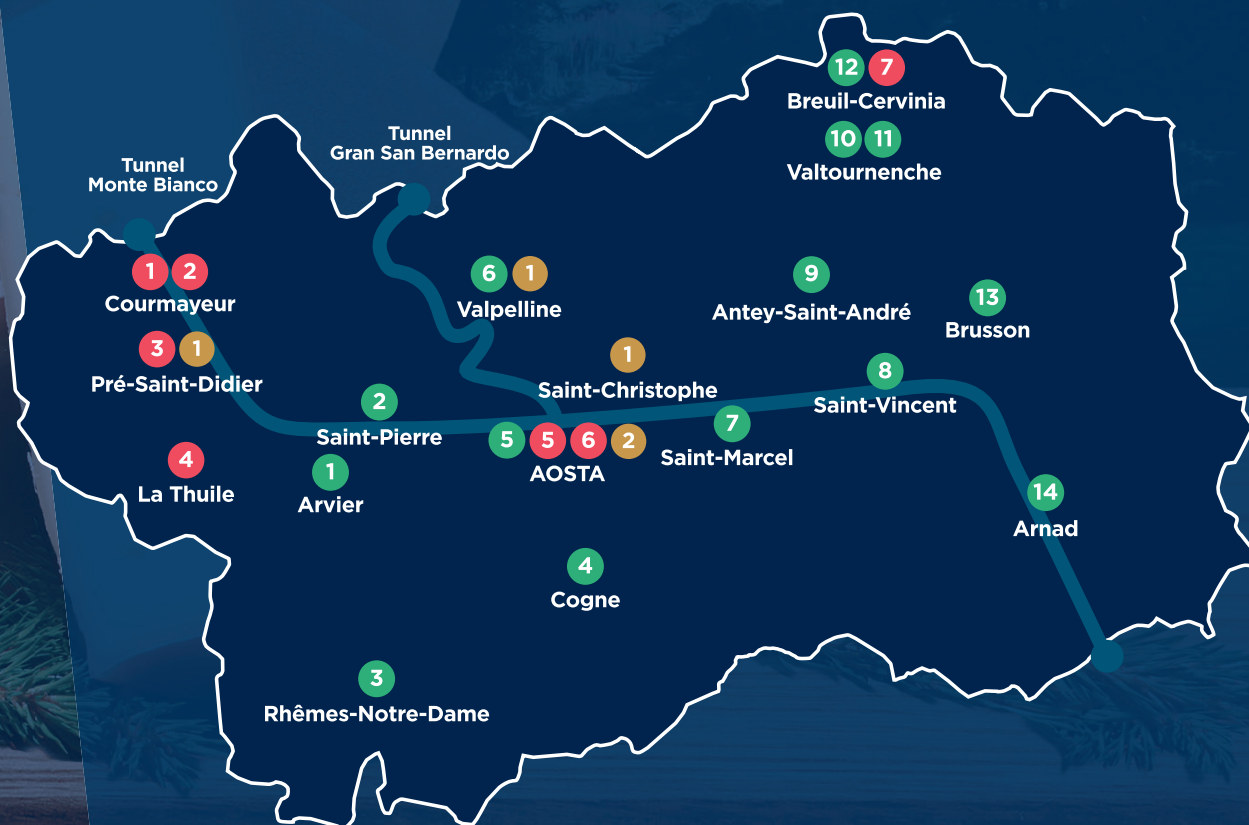 12 7
Breuil-Cervinia
10 11
Valtournenche
Tunnel
Gran San Bernardo
Tunnel
Monte Bianco
1 2
Courmayeur
6 1
Valpelline
9
Antey-Saint-André
13
Brusson
3 1
Pré-Saint-Didier
1
Saint-Christophe
8
Saint-Vincent
2
Saint-Pierre
5 5 6 2
AOSTA
7
Saint-Marcel
4
La Thuile
1
Arvier
14
Arnad
4
Cogne
3
Rhêmes-Notre-Dame